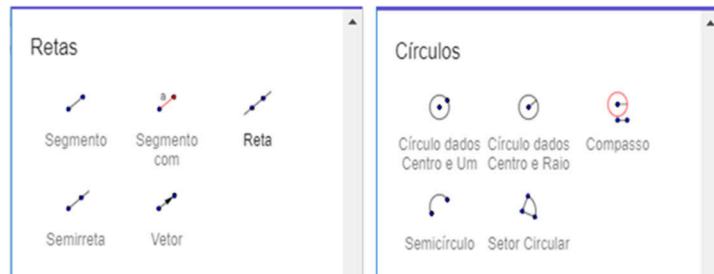 Retas
a
Segmento
Segmento
com
Reta
Semirreta
Vetor
Círculos
Círculo dados
Centro e Um
Círculo dados
Centro e Raio
Compasso
Semicírculo
Setor Circular